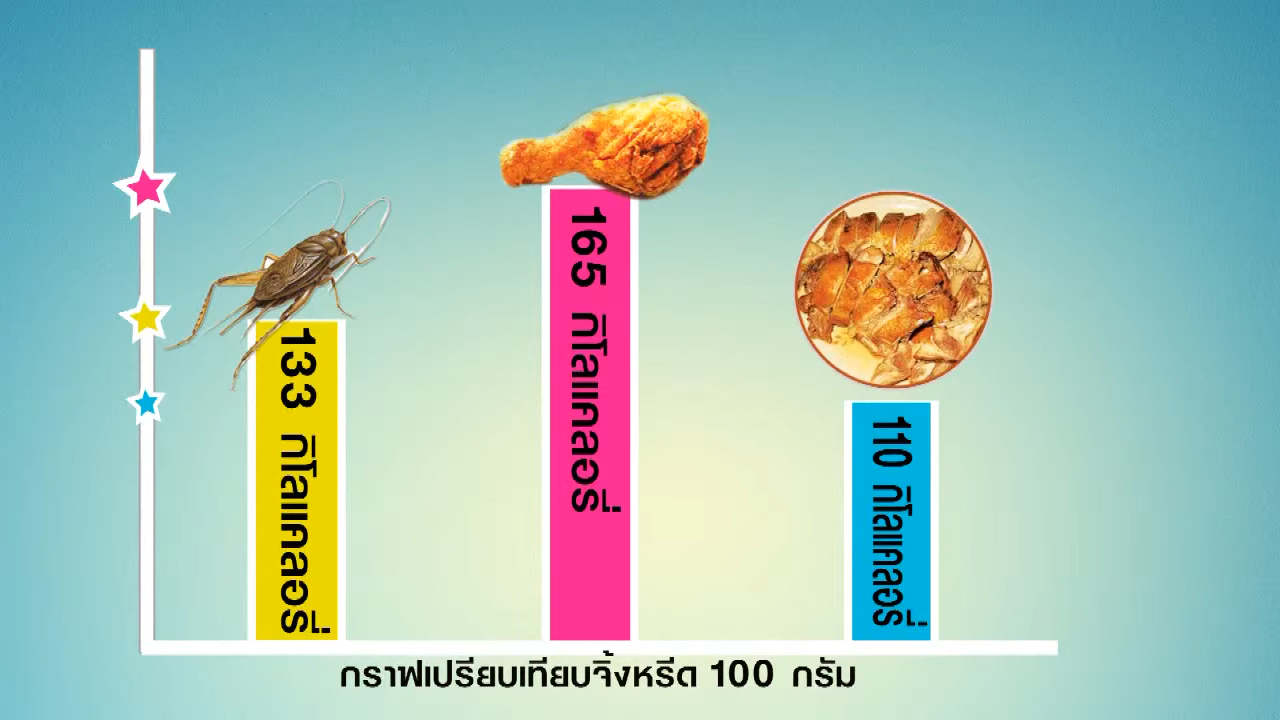 133 กิโลแคลอรี่
165 กิโลแคลอรี่
110 กิโลแคลอรี่
กราฟเปรียบเทียบจิ้งหรีด 100 กรัม